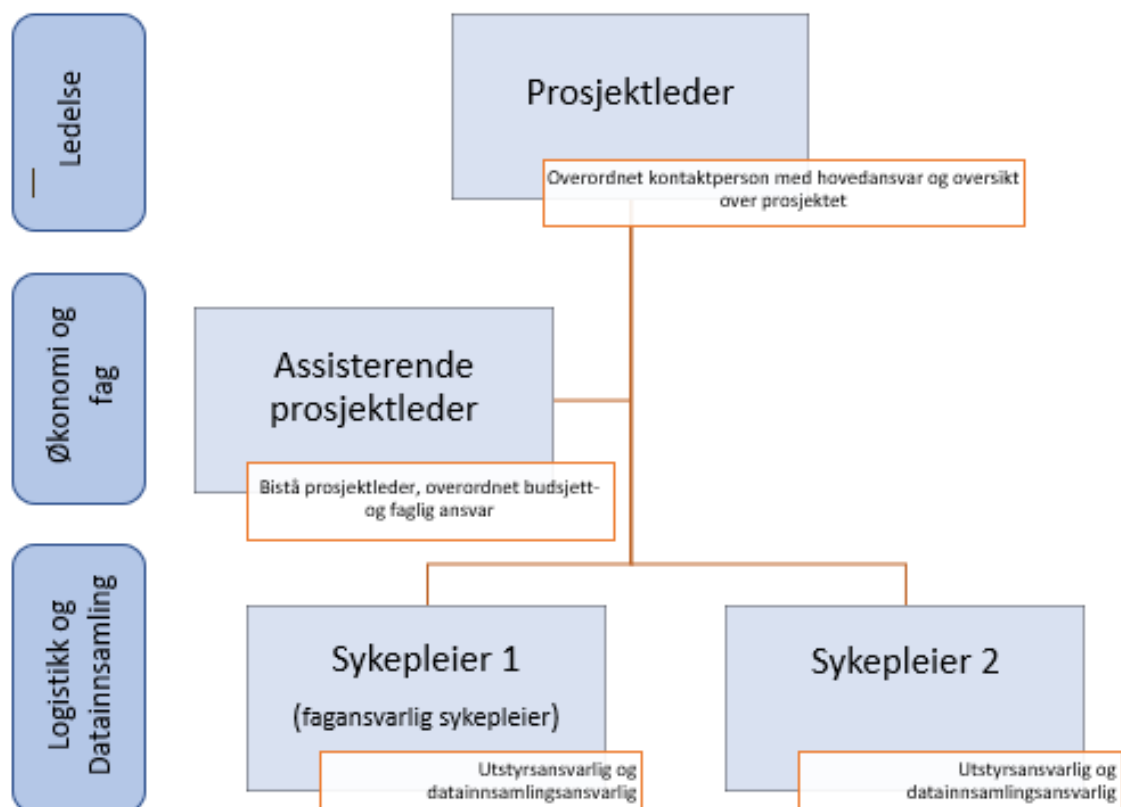 Ledelse
Prosjektleder
Overordnet kontaktperson med hovedansvar og oversikt
over prosjektet
Økonomi og
fag
Assisterende
prosjektleder
Bistå prosjektleder, overordnet budsjett-
og faglig ansvar
Logistikk og
Datainnsamling
Sykepleier 1
(fagansvarlig sykepleier)
Utstyrsansvarlig og
datainnsamlingsansvarlig
Sykepleier 2
Utstyrsansvarlig og
datainnsamlingsansvarlig